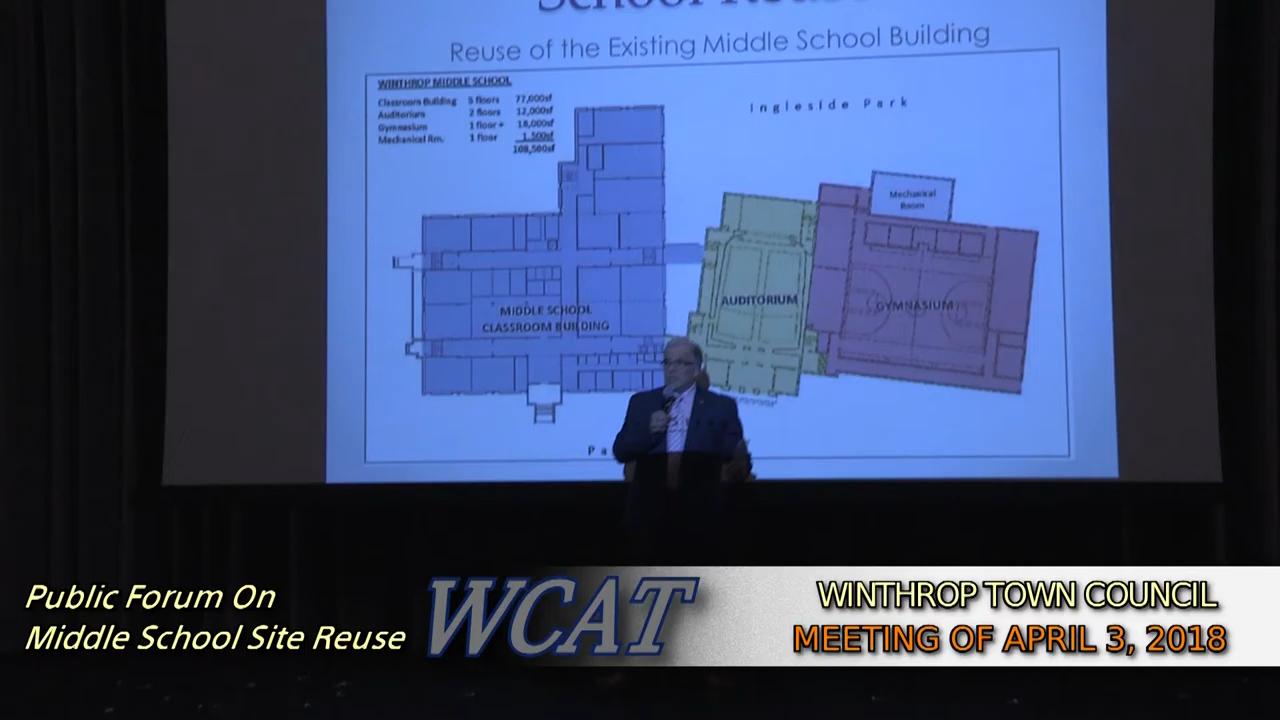 School Reuse
Reuse of the Existing Middle School Building
WINTHROP MIDDLE SCHOOL
Classroom Building 5 floors 77,000sf
Auditorium 2 floors 12,000sf
Gymnasium 1 floor + 18,000sf
Mechanical Rm. 1 floor 1,500sf
108,500sf
Ingleside Park
Mechanical
Room
AUDITORIUM
GYMNASIUM
MIDDLE SCHOOL
CLASSROOM BUILDING
Public Forum On
Middle School Site Reuse
WCAT
WINTHROP TOWN COUNCIL
MEETING OF APRIL 3, 2018